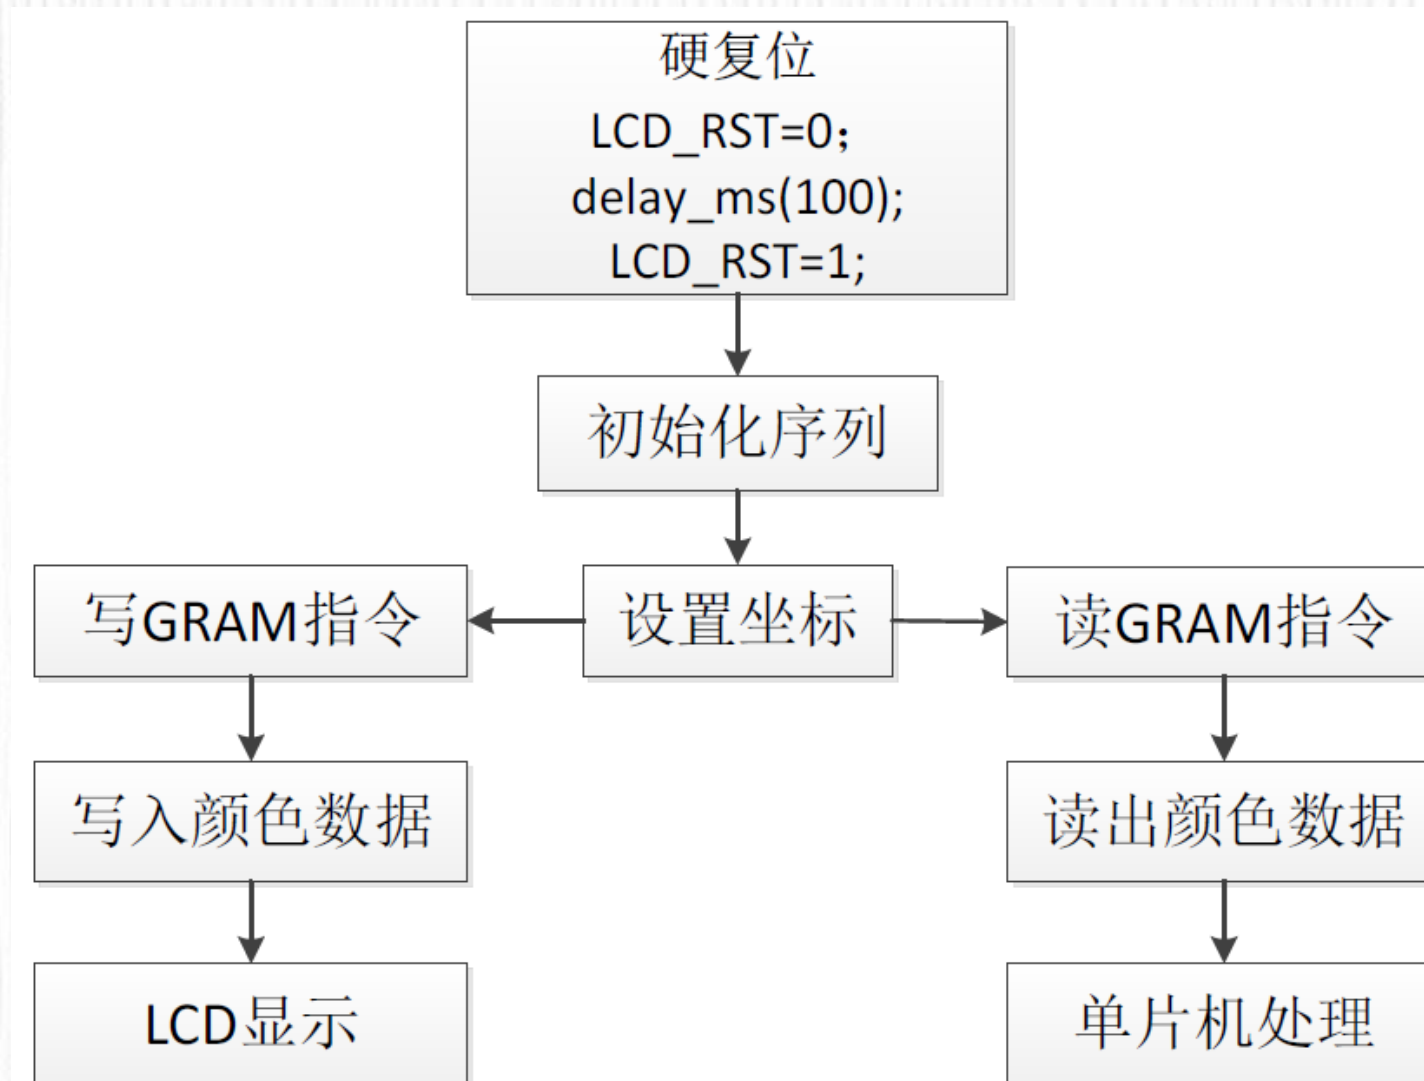 硬复位
LCD_RST=0；
delay_ms(100);
LCD_RST=1;
初始化序列
写GRAM指令
设置坐标
读GRAM指令
写入颜色数据
读出颜色数据
LCD显示
单片机处理